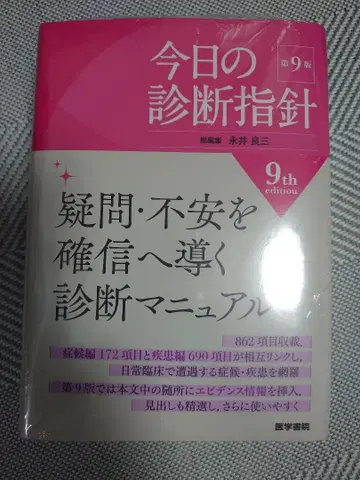 今日の
診断指針
第9版
総編集 永井良三
9th
edition
疑問・不安を
確信へ導く
診断マニュアル
862項目収載。
症候編172項目と疾患編690項目が相互リンクし、
日常臨床で遭遇する症候・疾患を網羅
第9版では本文中の随所にエビデンス情報を挿入。
見出しも精選し、さらに使いやすく
医学書院